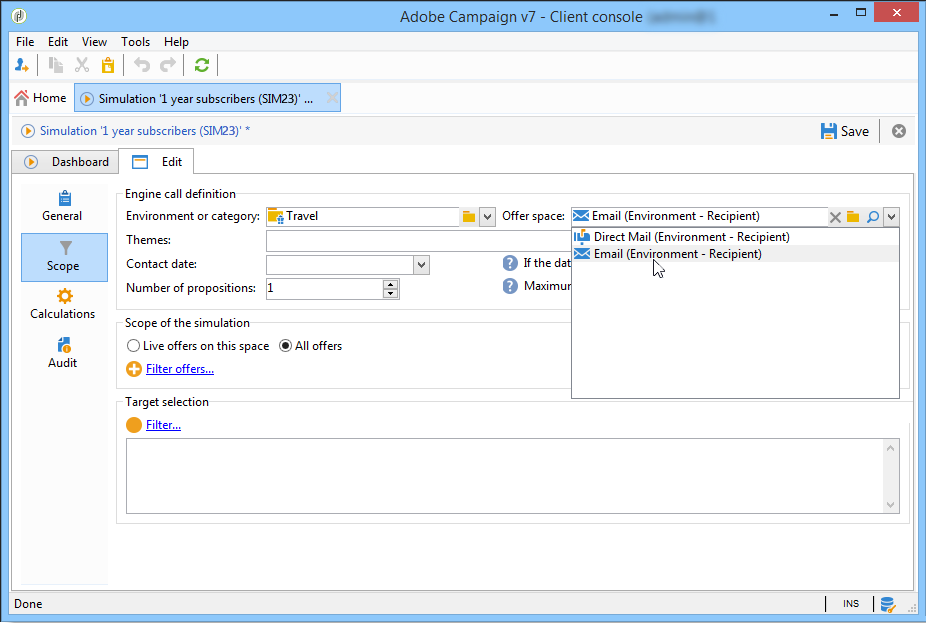 Adobe Campaign v7 - Client console
File Edit View Tools Help
Home Simulation '1 year subscribers (SIM23)' ...
Simulation '1 year subscribers (SIM23)' * Save
Dashboard Edit
General
Scope
Calculations
Audit
Engine call definition
Environment or category: Travel Offer space: Email (Environment - Recipient)
Direct Mail (Environment - Recipient)
Email (Environment - Recipient)
Themes:
Contact date: ? If the dat
Number of propositions: 1 ? Maximur
Scope of the simulation
Live offers on this space All offers
Filter offers...
Target selection
Filter...
Done INS